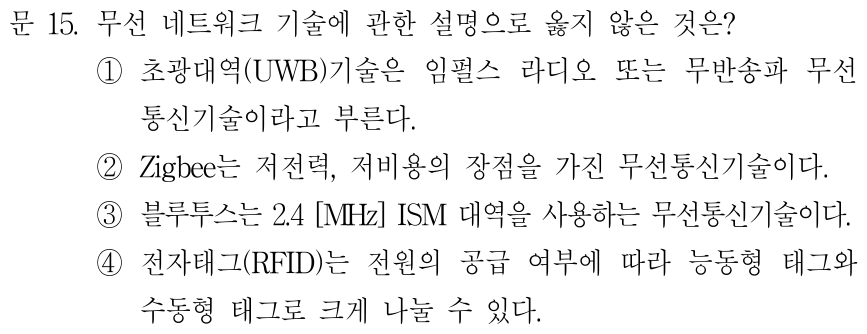 문 15. 무선 네트워크 기술에 관한 설명으로 옳지 않은 것은?
① 초광대역(UWB)기술은 임펄스 라디오 또는 무반송파 무선
통신기술이라고 부른다.
② Zigbee는 저전력, 저비용의 장점을 가진 무선통신기술이다.
③ 블루투스는 2.4 [MHz] ISM 대역을 사용하는 무선통신기술이다.
④ 전자태그(RFID)는 전원의 공급 여부에 따라 능동형 태그와
수동형 태그로 크게 나눌 수 있다.